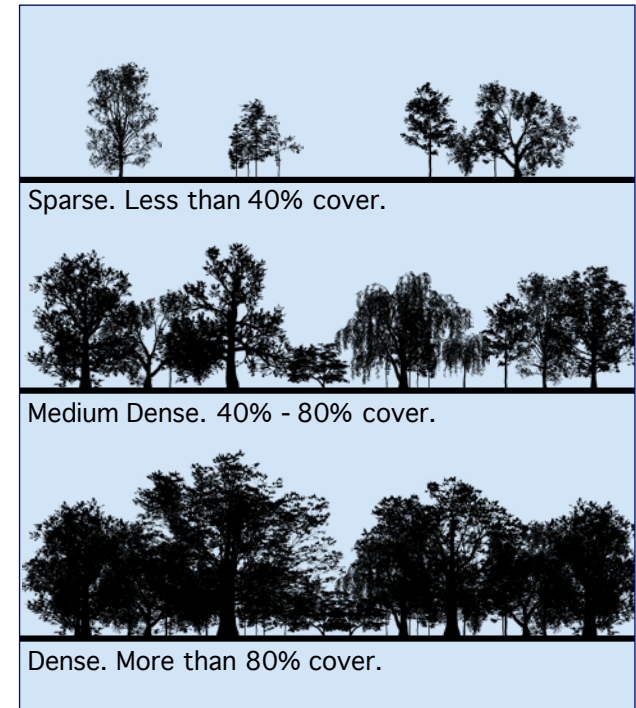 Sparse. Less than 40% cover.
Medium Dense. 40% - 80% cover.
Dense. More than 80% cover.